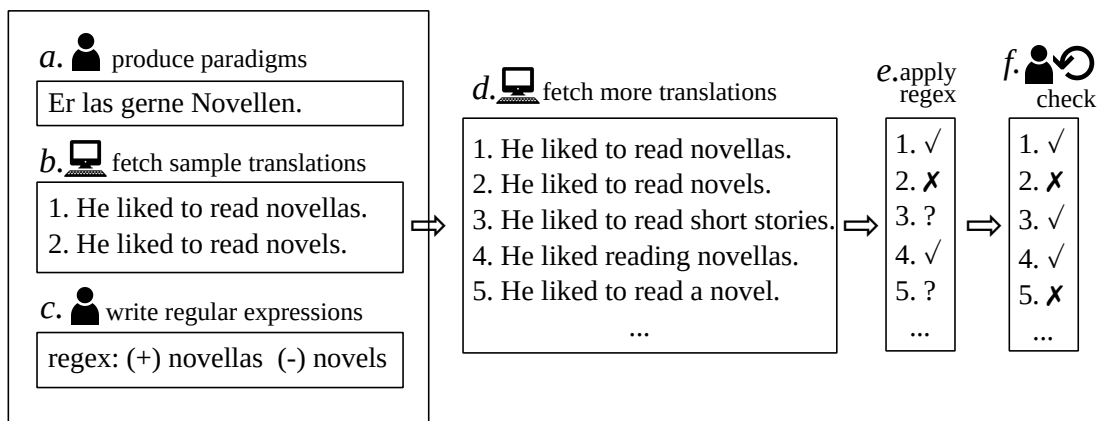 a. produce paradigms
Er las gerne Novellen.
b. fetch sample translations
1. He liked to read novellas.
2. He liked to read novels.
c. write regular expressions
regex: (+) novellas (-) novels
d. fetch more translations
1. He liked to read novellas.
2. He liked to read novels.
3. He liked to read short stories.
4. He liked reading novellas.
5. He liked to read a novel.
...
e. apply
regex
1. √
2. ✗
3. ?
4. √
5. ?
...
f.
check
1. √
2. ✗
3. √
4. √
5. ✗
...